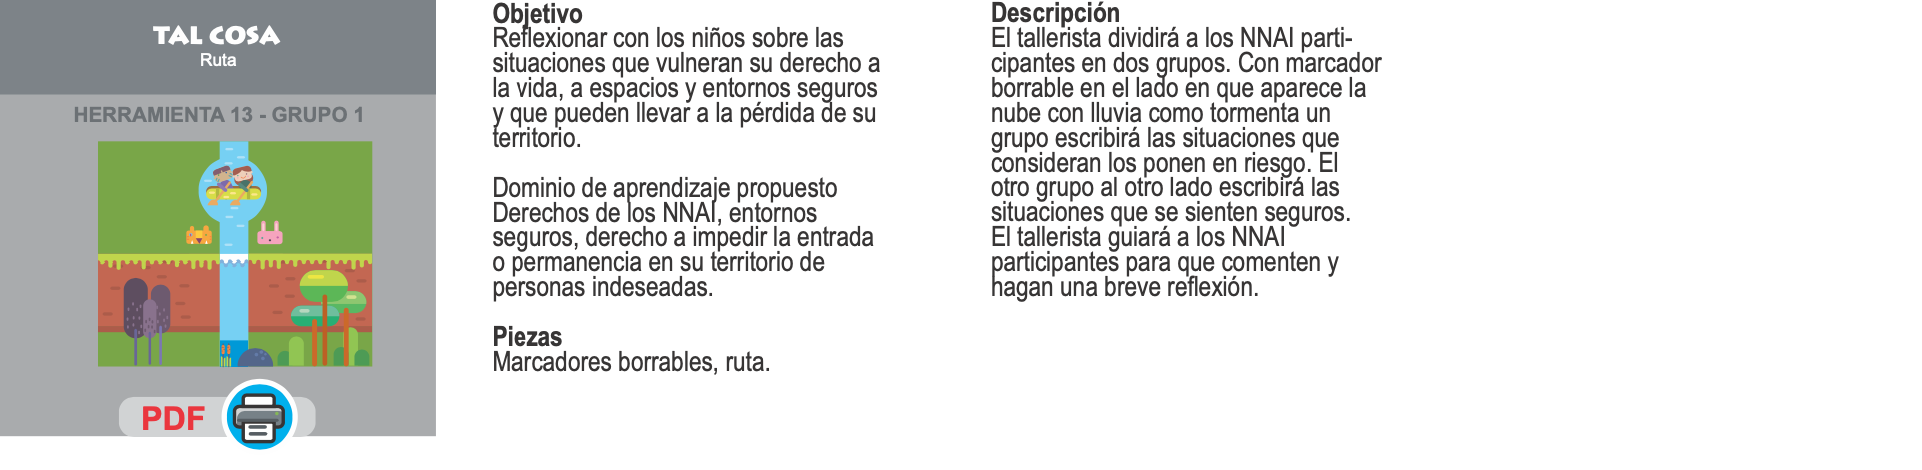 TAL COSA
Ruta
HERRAMIENTA 13 - GRUPO 1
PDF
Objetivo
Reflexionar con los niños sobre las
situaciones que vulneran su derecho a
la vida, a espacios y entornos seguros
y que pueden llevar a la pérdida de su
territorio.
Dominio de aprendizaje propuesto
Derechos de los NNAI, entornos
seguros, derecho a impedir la entrada
o permanencia en su territorio de
personas indeseadas.
Piezas
Marcadores borrables, ruta.
Descripción
El tallerista dividirá a los NNAI parti-
cipantes en dos grupos. Con marcador
borrable en el lado en que aparece la
nube con lluvia como tormenta un
grupo escribirá las situaciones que
consideran los ponen en riesgo. El
otro grupo al otro lado escribirá las
situaciones que se sienten seguros.
El tallerista guiará a los NNAI
participantes para que comenten y
hagan una breve reflexión.